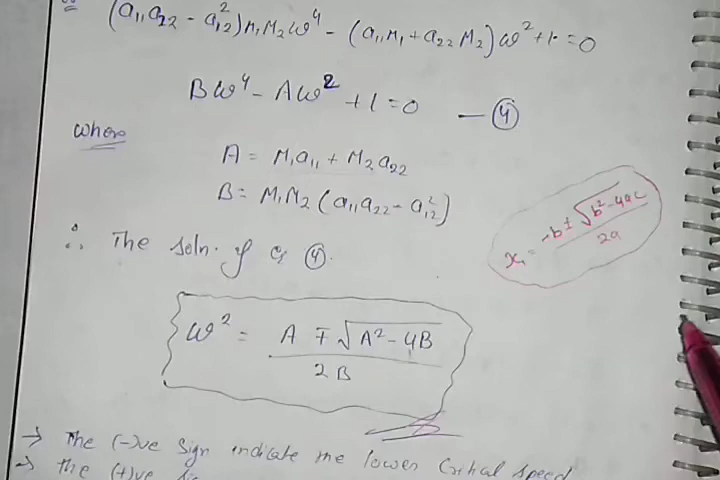 (a₁₁a₂₂ - a₁₂²)M₁M₂ω⁴ - (a₁₁M₁ + a₂₂M₂)ω² + 1 = 0
Bω⁴ - Aω² + 1 = 0 — ④
where
A = M₁a₁₁ + M₂a₂₂
B = M₁M₂(a₁₁a₂₂ - a₁₂²)
x₁ = -b ± √b² - 4ac / 2a
∴ The soln. of eq ④.
ω² = A ∓ √A² - 4B / 2B
→ The (-)ve sign indicate the lower Critical speed
→ the (+)ve